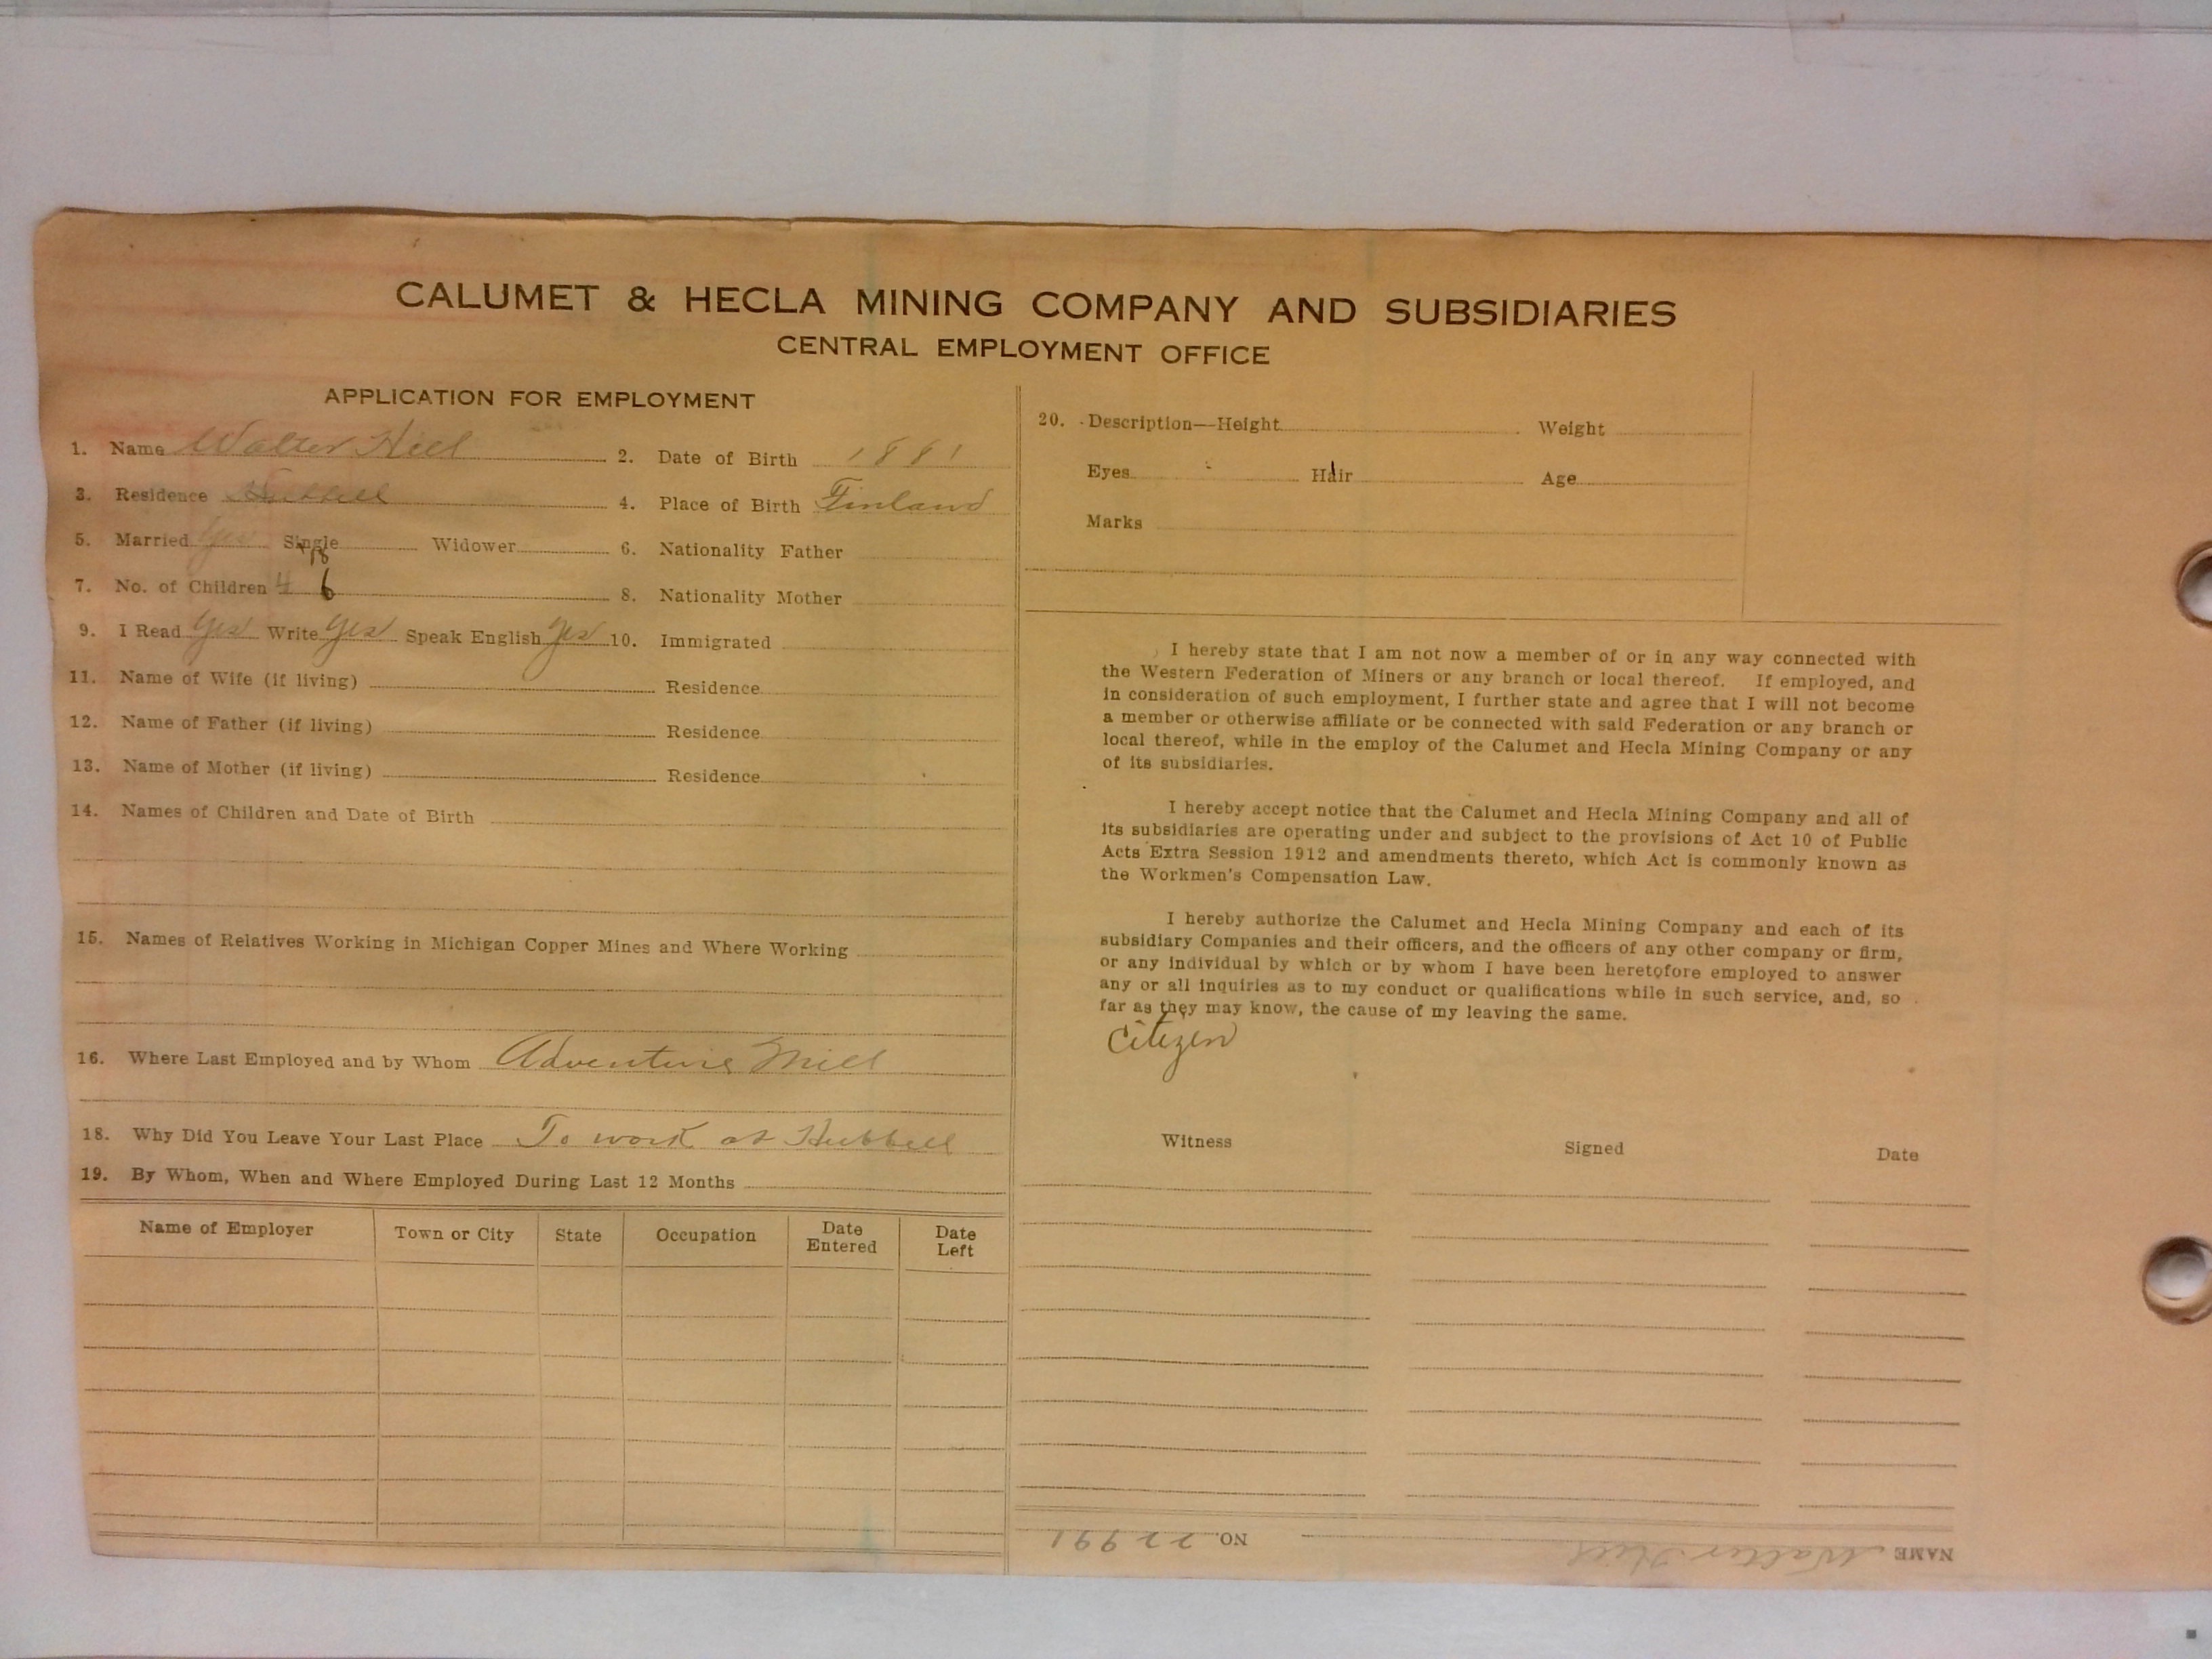 CALUMET & HECLA MINING COMPANY AND SUBSIDIARIES
CENTRAL EMPLOYMENT OFFICE
APPLICATION FOR EMPLOYMENT
1. Name Walter Hill 2. Date of Birth 1881
3. Residence Hubbell 4. Place of Birth Finland
5. Married yes Single Widower 6. Nationality Father
7. No. of Children 4 6 8. Nationality Mother
9. I Read yes Write yes Speak English yes 10. Immigrated
11. Name of Wife (if living) Residence
12. Name of Father (if living) Residence
13. Name of Mother (if living) Residence
14. Names of Children and Date of Birth
15. Names of Relatives Working in Michigan Copper Mines and Where Working
16. Where Last Employed and by Whom Adventure Mill
18. Why Did You Leave Your Last Place To work at Hubbell
19. By Whom, When and Where Employed During Last 12 Months
Name of Employer Town or City State Occupation Date Entered Date Left
20. Description—Height Weight
Eyes Hair Age
Marks
I hereby state that I am not now a member of or in any way connected with
the Western Federation of Miners or any branch or local thereof. If employed, and
in consideration of such employment, I further state and agree that I will not become
a member or otherwise affiliate or be connected with said Federation or any branch or
local thereof, while in the employ of the Calumet and Hecla Mining Company or any
of its subsidiaries.
I hereby accept notice that the Calumet and Hecla Mining Company and all of
its subsidiaries are operating under and subject to the provisions of Act 10 of Public
Acts Extra Session 1912 and amendments thereto, which Act is commonly known as
the Workmen's Compensation Law.
I hereby authorize the Calumet and Hecla Mining Company and each of its
subsidiary Companies and their officers, and the officers of any other company or firm,
or any individual by which or by whom I have been heretofore employed to answer
any or all inquiries as to my conduct or qualifications while in such service, and, so
far as they may know, the cause of my leaving the same.
Citizen
Witness Signed Date
NAME Walter Hill NO. 22991